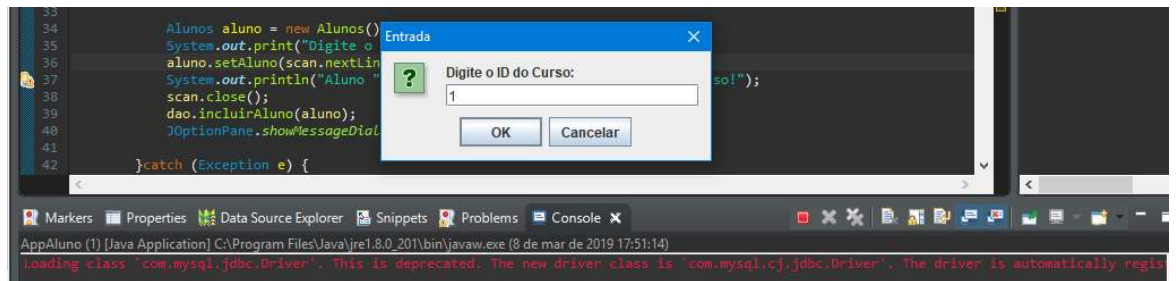 33
34 Alunos aluno = new Alunos()
35 System.out.print("Digite o
36 aluno.setAluno(scan.nextLin
37 System.out.println("Aluno " so!");
38 scan.close();
39 dao.incluirAluno(aluno);
40 JOptionPane.showMessageDial
41
42 }catch (Exception e) {
Entrada
Digite o ID do Curso:
1
OK Cancelar
Markers Properties Data Source Explorer Snippets Problems Console
AppAluno (1) [Java Application] C:\Program Files\Java\jre1.8.0_201\bin\javaw.exe (8 de mar de 2019 17:51:14)
Loading class `com.mysql.jdbc.Driver'. This is deprecated. The new driver class is `com.mysql.cj.jdbc.Driver'. The driver is automatically regis